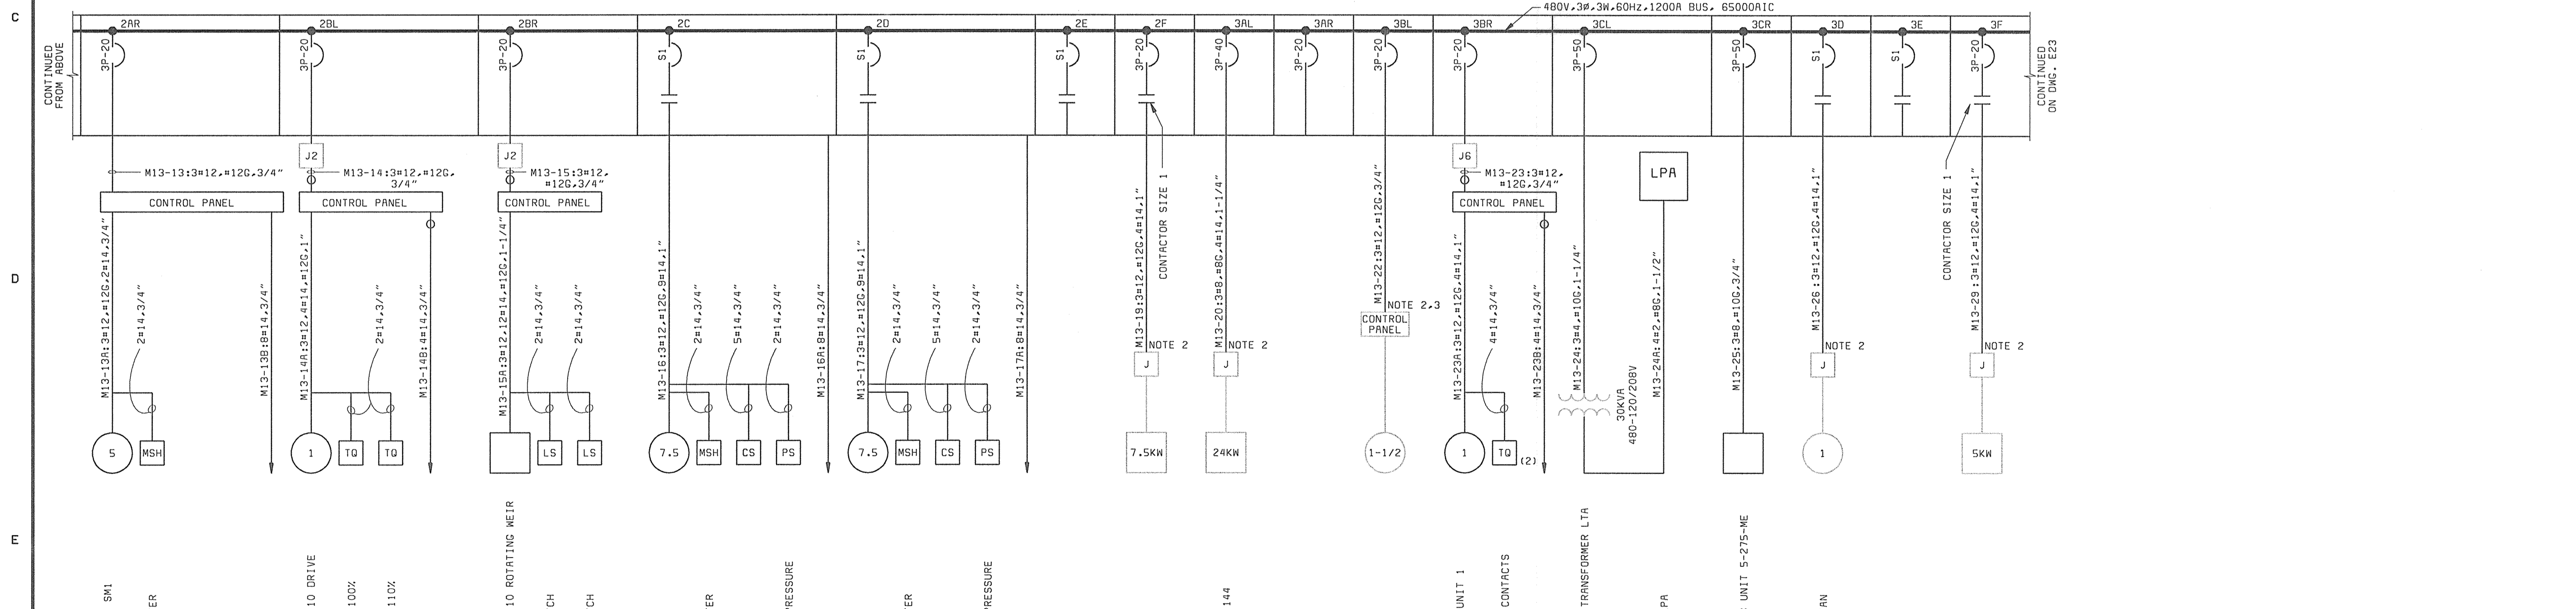 480V,3Ø,3W,60Hz,1200A BUS, 65000AIC
C
2AR
2BL
2BR
2C
2D
2E
2F
3AL
3AR
3BL
3BR
3CL
3CR
3D
3E
3F
CONTINUED
FROM ABOVE
3P-20
3P-20
3P-20
S1
S1
S1
3P-20
3P-40
3P-20
3P-20
3P-20
3P-50
3P-50
S1
S1
3P-20
CONTINUED
ON DWG. E23
J2
J2
J6
M13-13:3#12,#12G,3/4"
M13-14:3#12,#12G,
3/4"
M13-15:3#12,
#12G,3/4"
M13-23:3#12,
#12G,3/4"
LPA
CONTROL PANEL
CONTROL PANEL
CONTROL PANEL
CONTROL PANEL
CONTACTOR SIZE 1
CONTACTOR SIZE 1
D
M13-13A:3#12,#12G,2#14,3/4"
2#14,3/4"
M13-13B:8#14,3/4"
M13-14A:3#12,4#14,#12G,1"
2#14,3/4"
M13-14B:4#14,3/4"
M13-15A:3#12,12#14,#12G,1-1/4"
2#14,3/4"
2#14,3/4"
M13-16:3#12,#12G,9#14,1"
2#14,3/4"
5#14,3/4"
2#14,3/4"
M13-16A:8#14,3/4"
M13-17:3#12,#12G,9#14,1"
2#14,3/4"
5#14,3/4"
2#14,3/4"
M13-17A:8#14,3/4"
M13-19:3#12,#12G,4#14,1"
M13-20:3#8,#8G,4#14,1-1/4"
M13-22:3#12,#12G,3/4"
M13-23A:3#12,#12G,4#14,1"
4#14,3/4"
M13-23B:4#14,3/4"
M13-24:3#4,#10G,1-1/4"
30KVA
480-120/208V
M13-24A:4#2,#8G,1-1/2"
M13-25:3#8,#10G,3/4"
M13-26:3#12,#12G,4#14,1"
M13-29:3#12,#12G,4#14,1"
NOTE 2,3
CONTROL
PANEL
NOTE 2
NOTE 2
NOTE 2
NOTE 2
J
J
J
J
5
MSH
1
TQ
TQ
LS
LS
7.5
MSH
CS
PS
7.5
MSH
CS
PS
7.5KW
24KW
1-1/2
1
TQ
(2)
1
5KW
E
SM1
ER
10 DRIVE
100%
110%
10 ROTATING WEIR
CH
CH
ER
RESSURE
ER
RESSURE
144
UNIT 1
CONTACTS
TRANSFORMER LTA
PA
UNIT 5-275-ME
AN